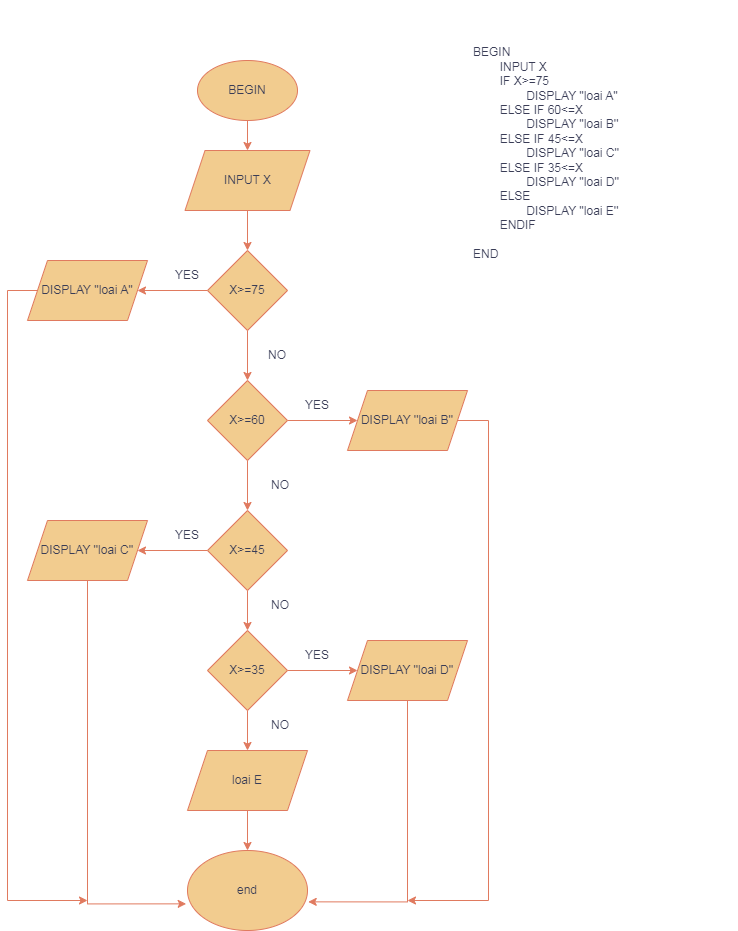 BEGIN
INPUT X
YES
DISPLAY "loai A"
X>=75
NO
X>=60
YES
DISPLAY "loai B"
NO
YES
DISPLAY "loai C"
X>=45
NO
X>=35
YES
DISPLAY "loai D"
NO
loai E
end
BEGIN
INPUT X
IF X>=75
DISPLAY "loai A"
ELSE IF 60<=X
DISPLAY "loai B"
ELSE IF 45<=X
DISPLAY "loai C"
ELSE IF 35<=X
DISPLAY "loai D"
ELSE
DISPLAY "loai E"
ENDIF
END